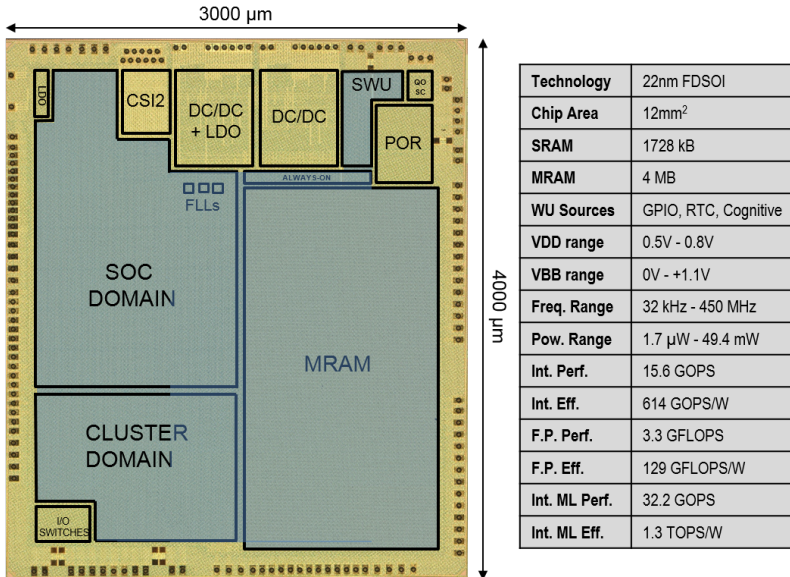 3000 µm
LDO
CSI2
DC/DC
+ LDO
DC/DC
SWU
QO
SC
POR
ALWAYS-ON
FLLs
SOC
DOMAIN
MRAM
CLUSTER
DOMAIN
I/O
SWITCHES
4000 µm
Technology 22nm FDSOI
Chip Area 12mm²
SRAM 1728 kB
MRAM 4 MB
WU Sources GPIO, RTC, Cognitive
VDD range 0.5V - 0.8V
VBB range 0V - +1.1V
Freq. Range 32 kHz - 450 MHz
Pow. Range 1.7 µW - 49.4 mW
Int. Perf. 15.6 GOPS
Int. Eff. 614 GOPS/W
F.P. Perf. 3.3 GFLOPS
F.P. Eff. 129 GFLOPS/W
Int. ML Perf. 32.2 GOPS
Int. ML Eff. 1.3 TOPS/W